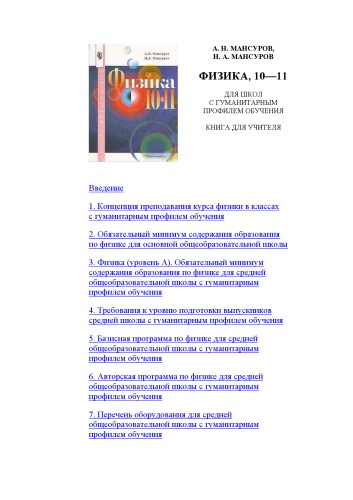 А.Н. Мансуров
Н.А. Мансуров
Физика
10-11
Просвещение
А. Н. МАНСУРОВ,
Н. А. МАНСУРОВ
ФИЗИКА, 10—11
ДЛЯ ШКОЛ
С ГУМАНИТАРНЫМ
ПРОФИЛЕМ ОБУЧЕНИЯ
КНИГА ДЛЯ УЧИТЕЛЯ
Введение
1. Концепция преподавания курса физики в классах
с гуманитарным профилем обучения
2. Обязательный минимум содержания образования
по физике для основной общеобразовательной школы
3. Физика (уровень А). Обязательный минимум
содержания образования по физике для средней
общеобразовательной школы с гуманитарным
профилем обучения
4. Требования к уровню подготовки выпускников
средней школы с гуманитарным профилем обучения
5. Базисная программа по физике для средней
общеобразовательной школы с гуманитарным
профилем обучения
6. Авторская программа по физике для средней
общеобразовательной школы с гуманитарным
профилем обучения
7. Перечень оборудования для средней
общеобразовательной школы с гуманитарным
профилем обучения